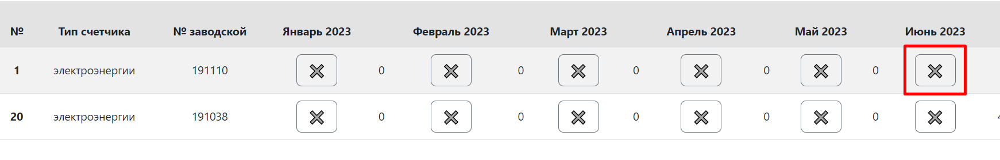 № Тип счетчика № заводской Январь 2023 Февраль 2023 Март 2023 Апрель 2023 Май 2023 Июнь 2023
1 электроэнергии 191110 0 0 0 0 0
20 электроэнергии 191038 0 0 0 0 0